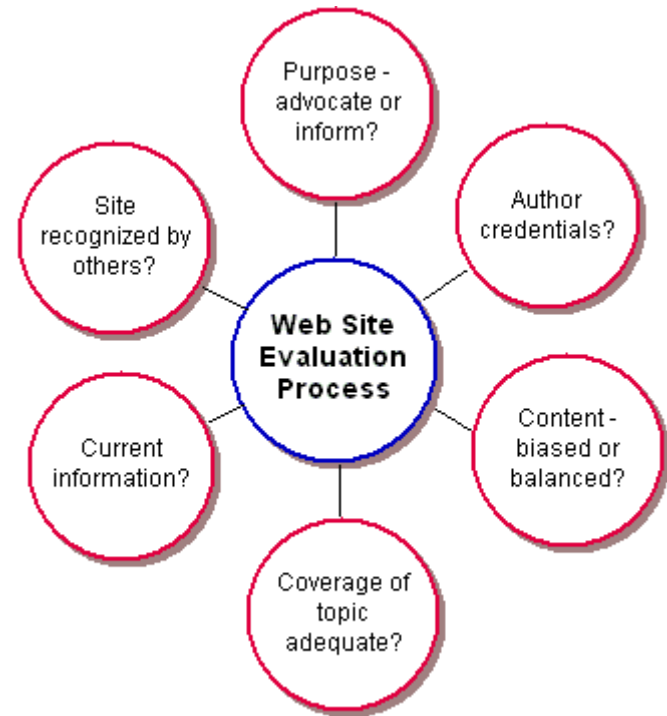 Purpose -
advocate or
inform?
Author
credentials?
Content -
biased or
balanced?
Coverage of
topic
adequate?
Current
information?
Site
recognized by
others?
Web Site
Evaluation
Process